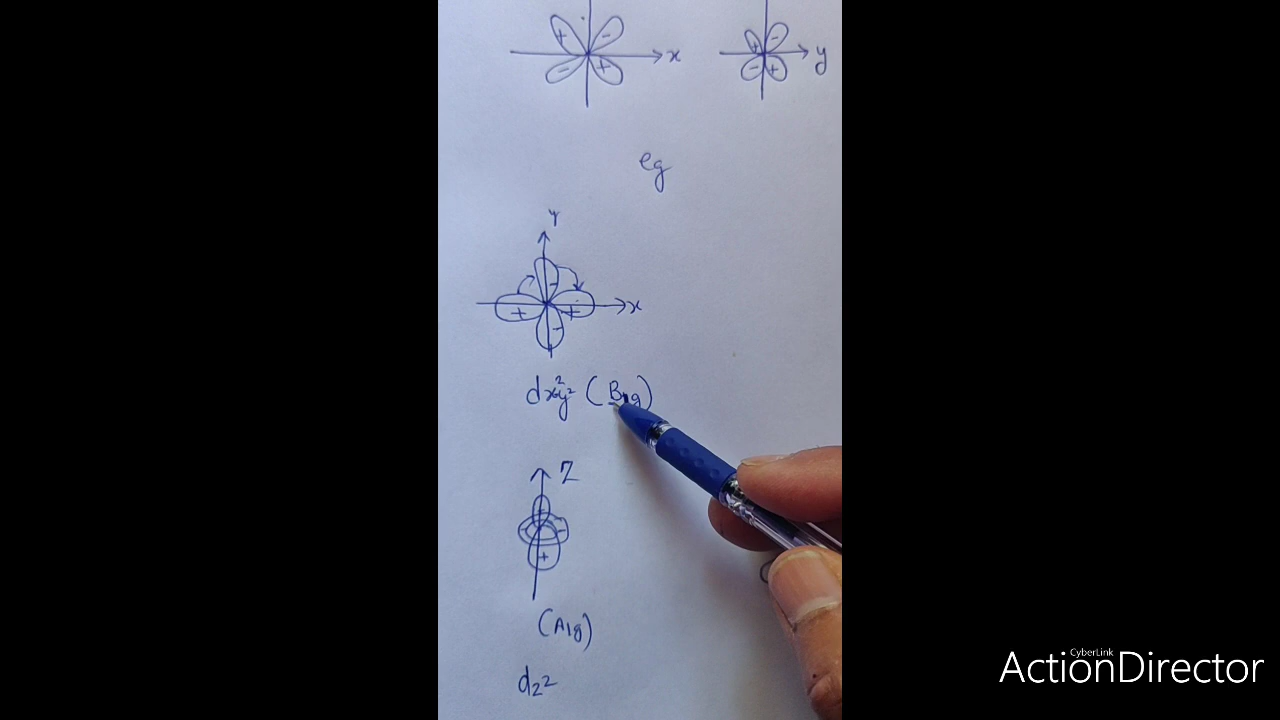 + - x
- +
+ - y
- +
eg
Y
-
+ + x
-
dx²y² (B1g)
Z
+
- -
+
(A1g)
dz2
CyberLink
ActionDirector